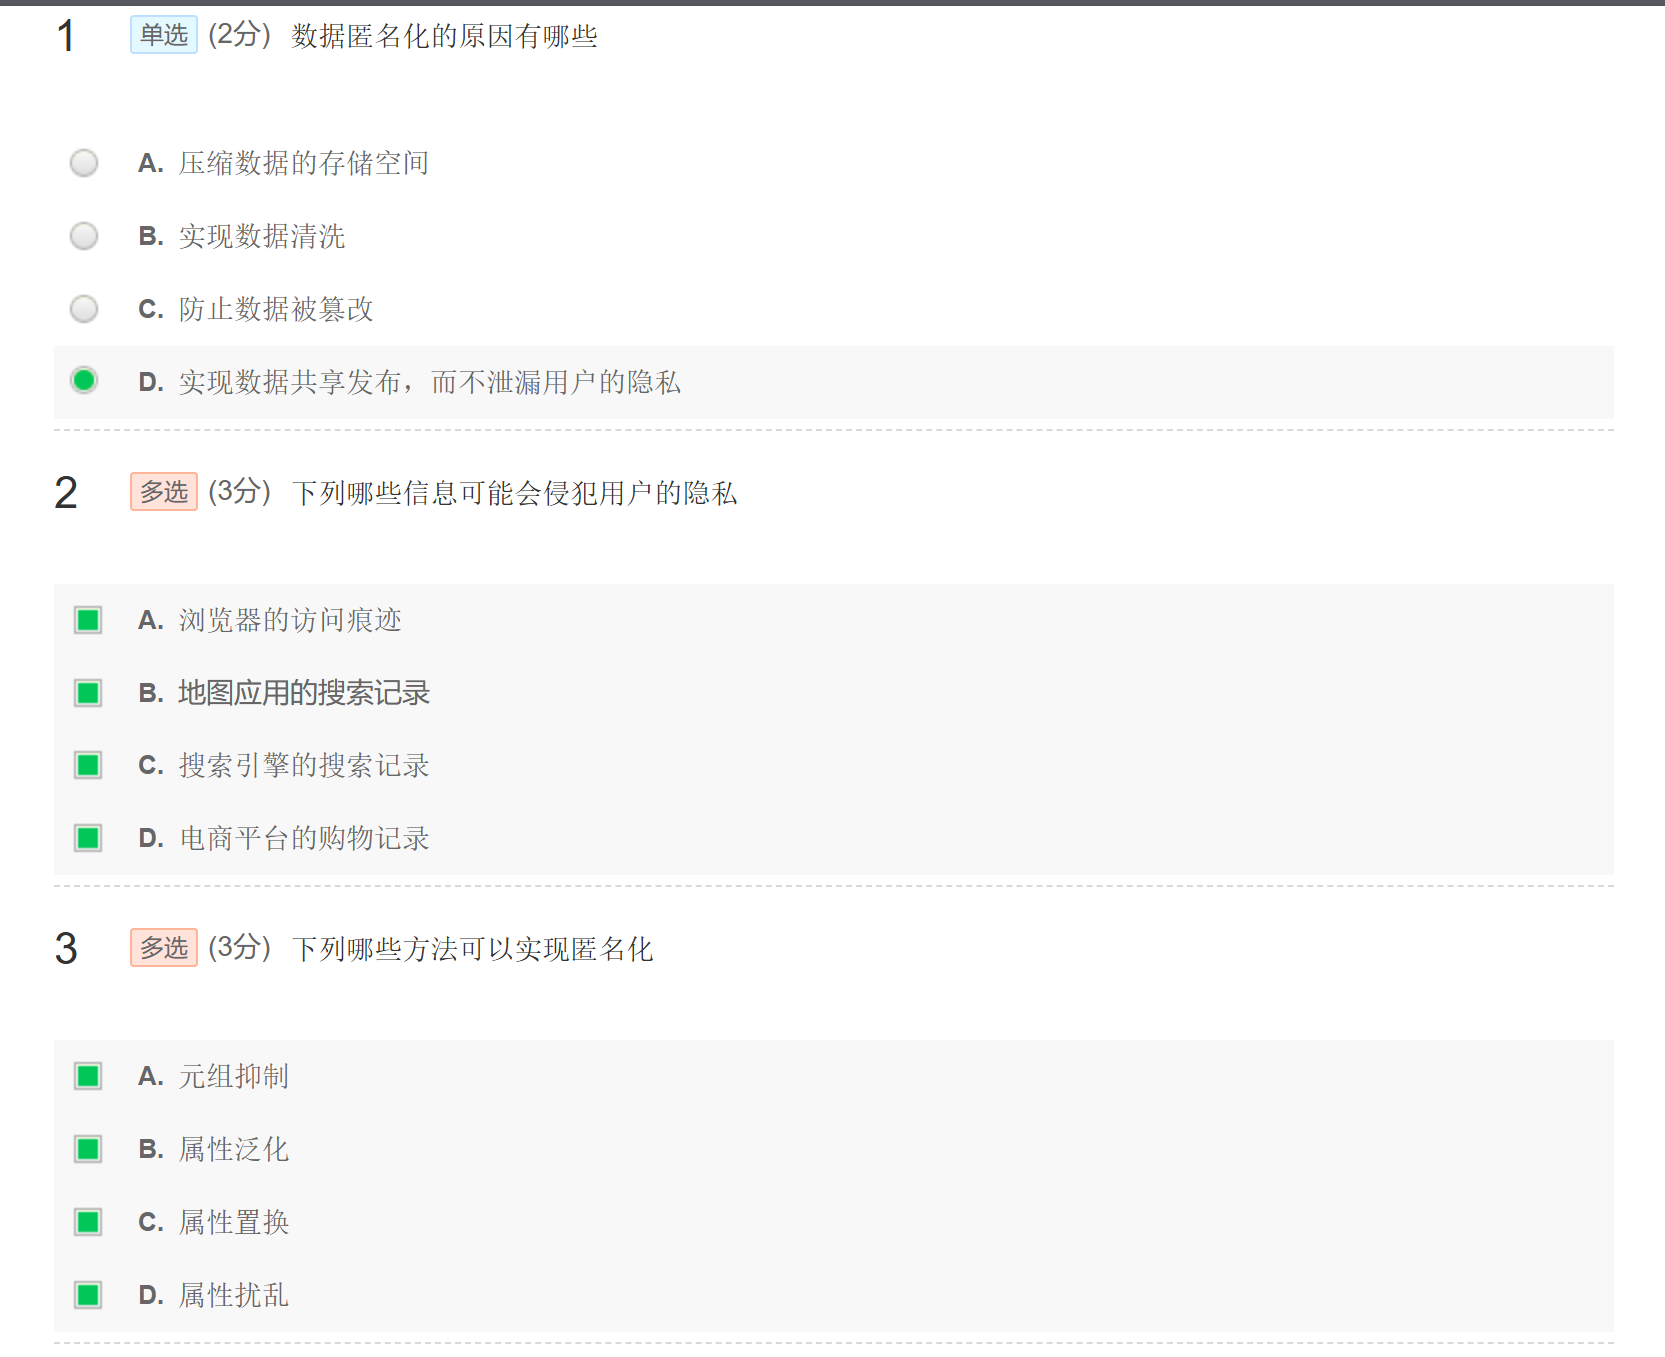 1 单选 (2分) 数据匿名化的原因有哪些
A. 压缩数据的存储空间
B. 实现数据清洗
C. 防止数据被篡改
D. 实现数据共享发布，而不泄漏用户的隐私
2 多选 (3分) 下列哪些信息可能会侵犯用户的隐私
A. 浏览器的访问痕迹
B. 地图应用的搜索记录
C. 搜索引擎的搜索记录
D. 电商平台的购物记录
3 多选 (3分) 下列哪些方法可以实现匿名化
A. 元组抑制
B. 属性泛化
C. 属性置换
D. 属性扰乱